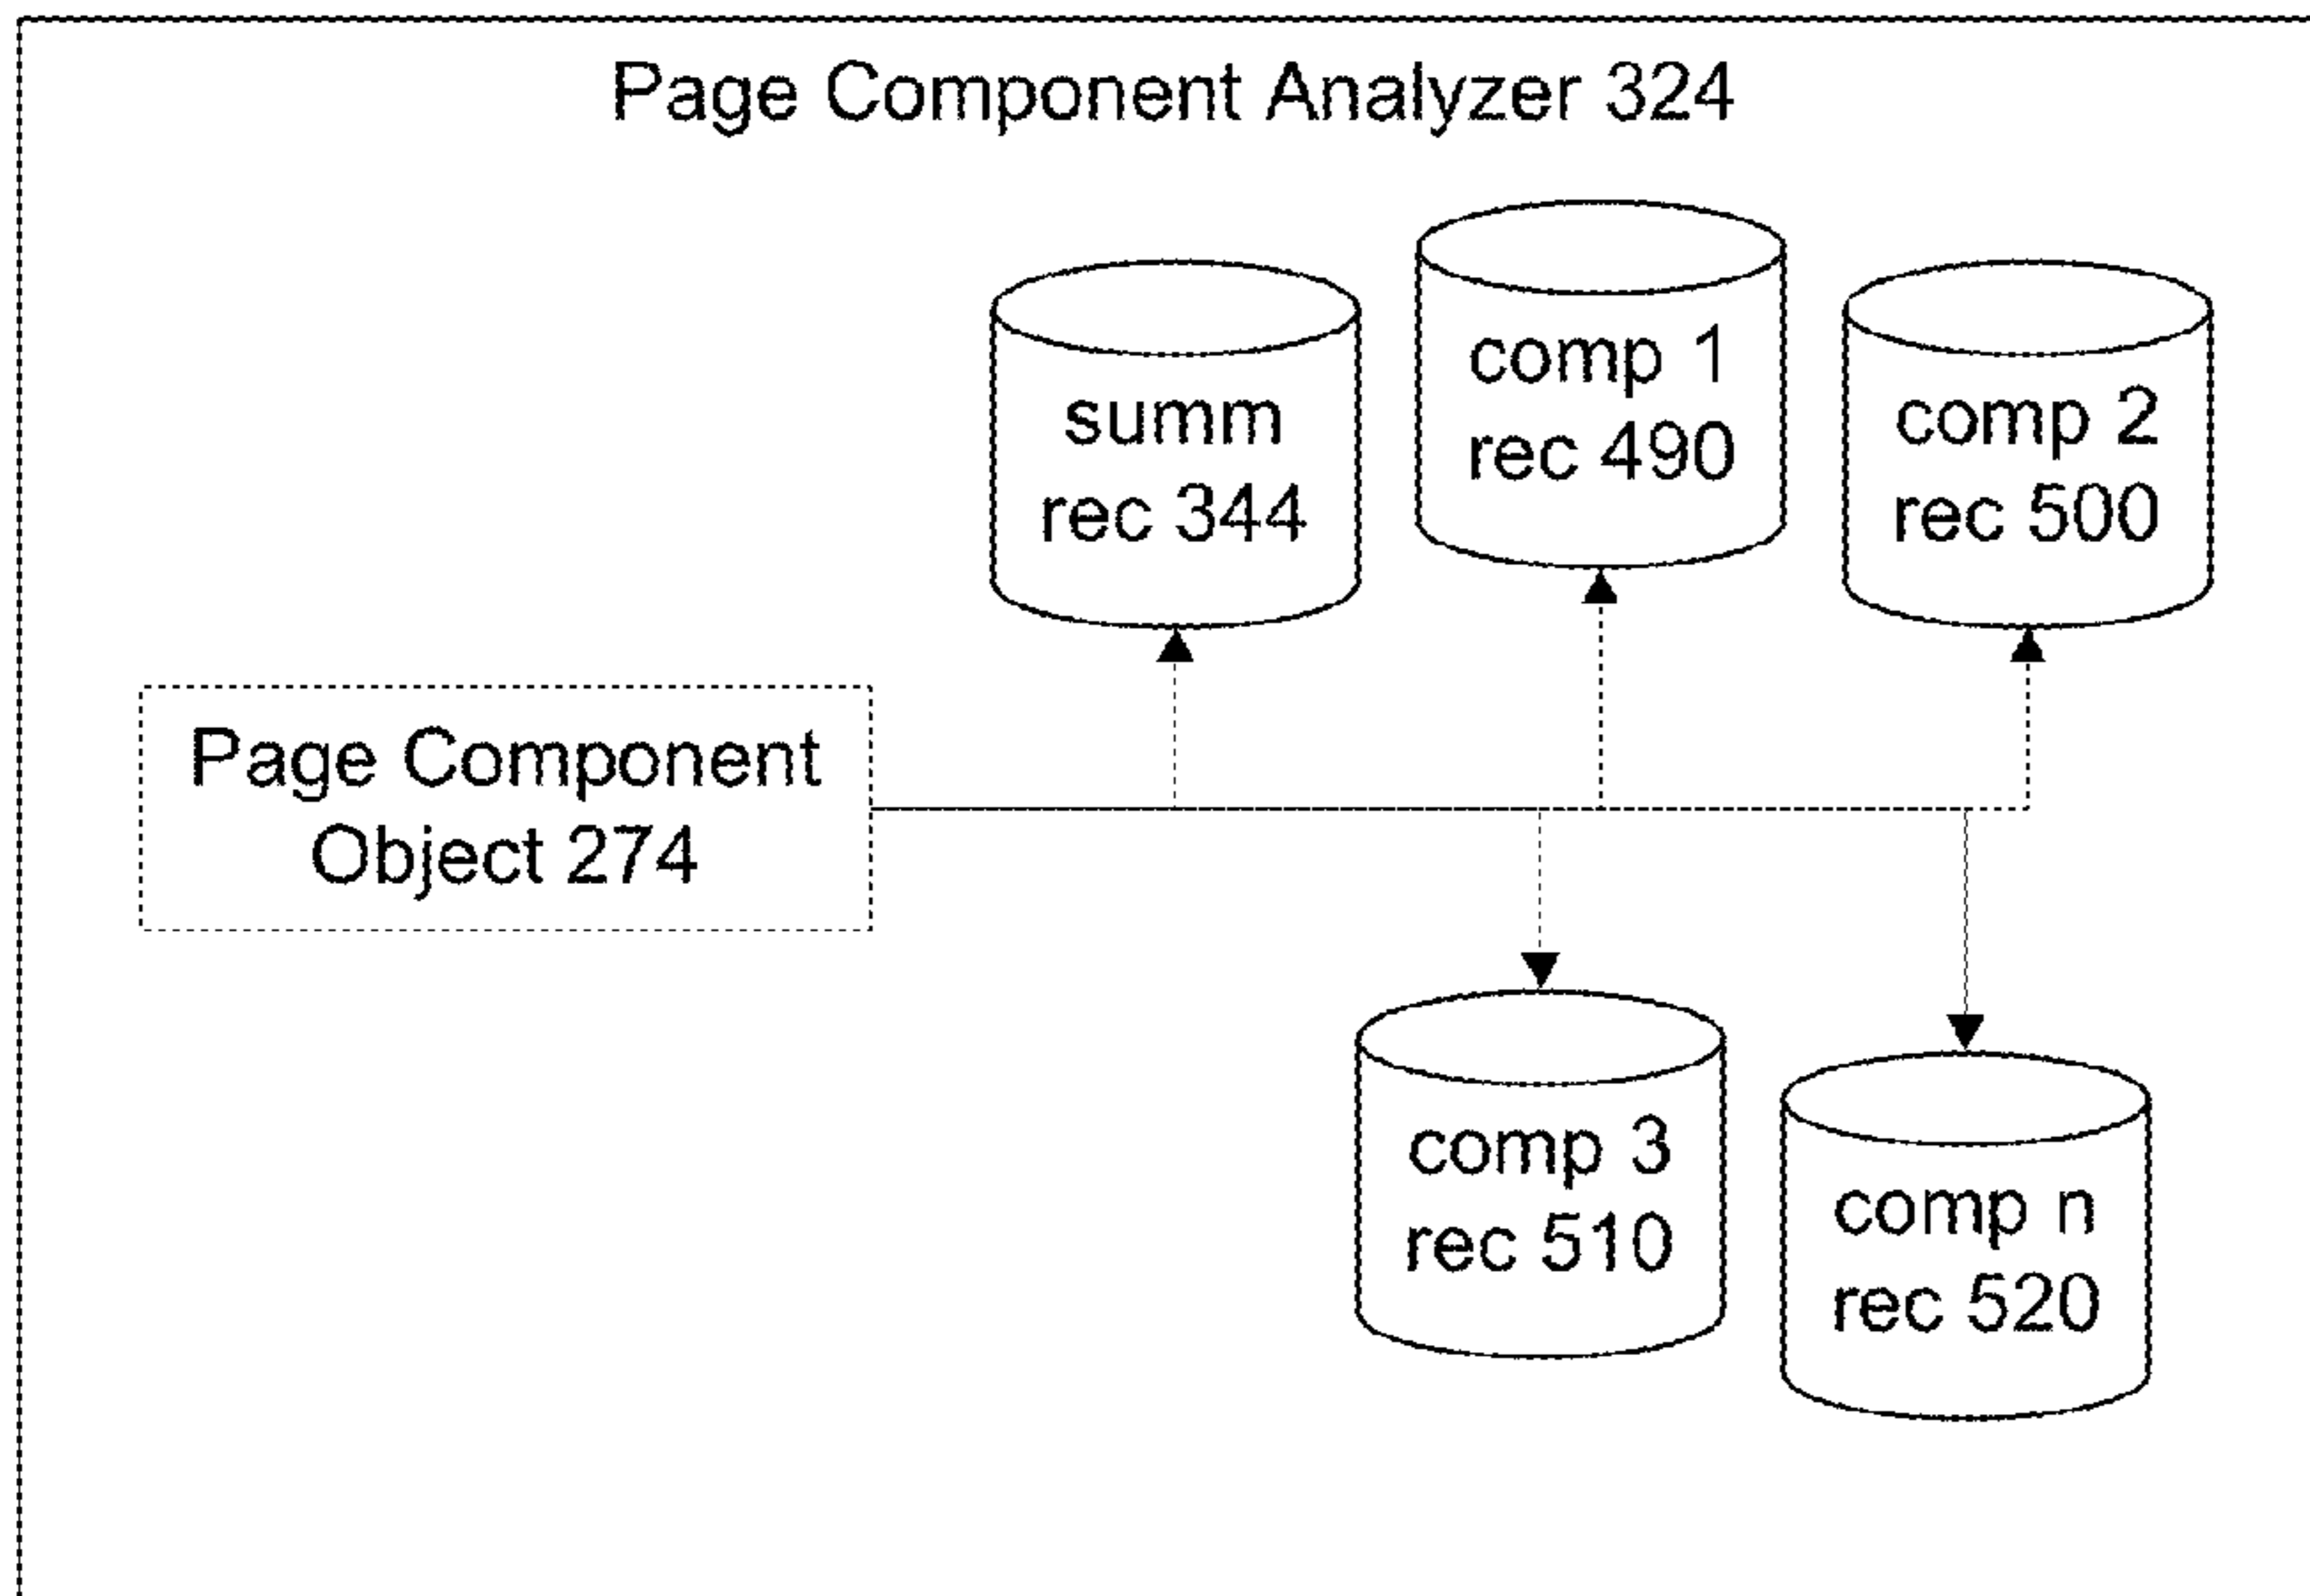 Page Component Analyzer 324
summ
rec 344
comp 1
rec 490
comp 2
rec 500
Page Component
Object 274
comp 3
rec 510
comp n
rec 520